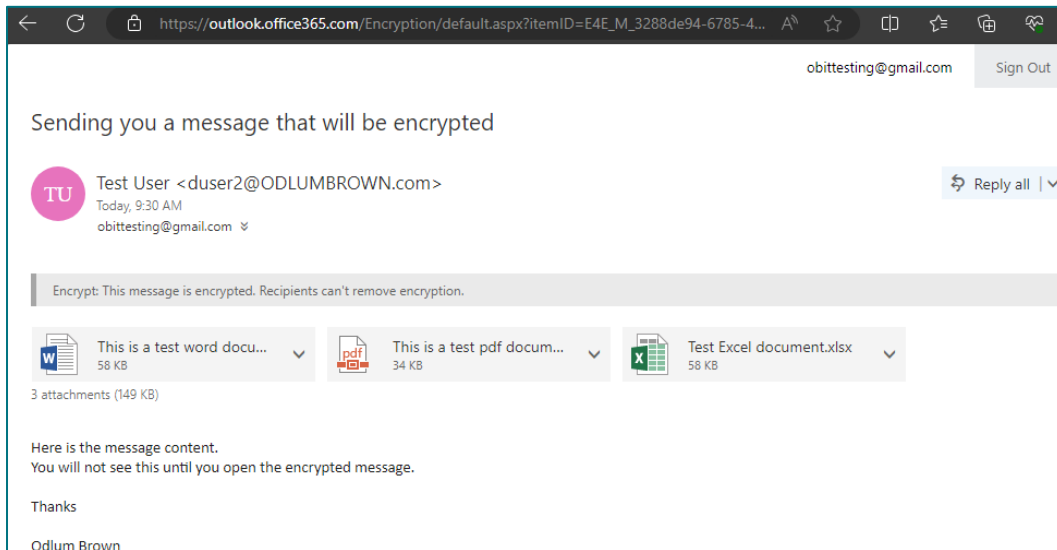 https://outlook.office365.com/Encryption/default.aspx?itemID=E4E_M_3288de94-6785-4...
obittesting@gmail.com Sign Out
Sending you a message that will be encrypted
TU
Test User <duser2@ODLUMBROWN.com>
Reply all
Today, 9:30 AM
obittesting@gmail.com
Encrypt: This message is encrypted. Recipients can't remove encryption.
This is a test word docu... This is a test pdf docum... Test Excel document.xlsx
58 KB 34 KB 58 KB
3 attachments (149 KB)
Here is the message content.
You will not see this until you open the encrypted message.
Thanks
Odlum Brown